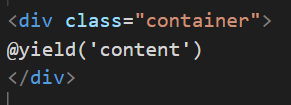 <div class="container">
@yield('content')
</div>